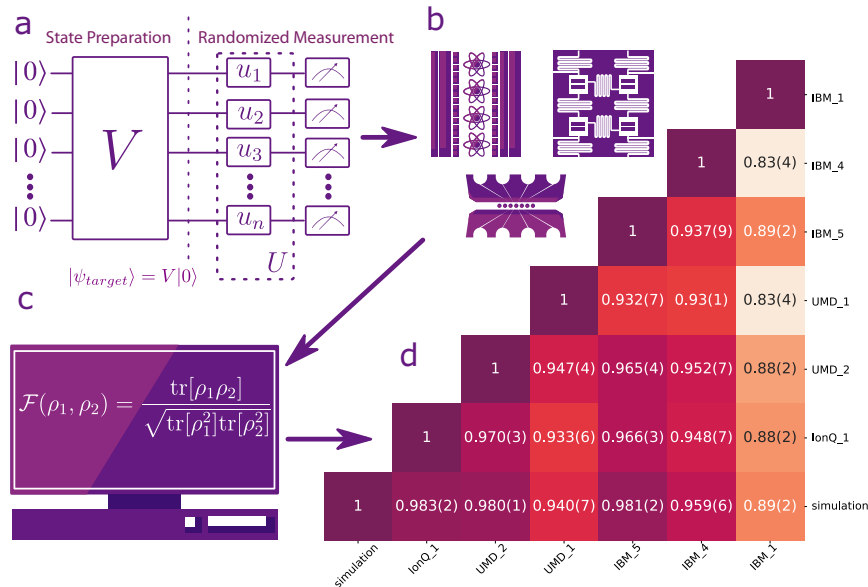 a
State Preparation
Randomized Measurement
|0⟩ V u₁
|0⟩ u₂
|0⟩ u₃
|0⟩ uₙ
U
|ψ_target⟩ = V|0⟩
b
c
F(ρ₁, ρ₂) = tr[ρ₁ρ₂] / √(tr[ρ₁²]tr[ρ₂²])
d
1 IBM_1
1 0.83(4) IBM_4
1 0.937(9) 0.89(2) IBM_5
1 0.932(7) 0.93(1) 0.83(4) UMD_1
1 0.947(4) 0.965(4) 0.952(7) 0.88(2) UMD_2
1 0.970(3) 0.933(6) 0.966(3) 0.948(7) 0.88(2) IonQ_1
1 0.983(2) 0.980(1) 0.940(7) 0.981(2) 0.959(6) 0.89(2) simulation
simulation IonQ_1 UMD_2 UMD_1 IBM_5 IBM_4 IBM_1